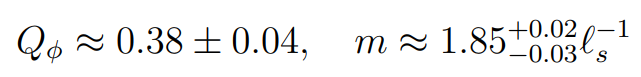 $Q_\phi \approx 0.38 \pm 0.04, \quad m \approx 1.85^{+0.02}_{-0.03} \ell_s^{-1}$